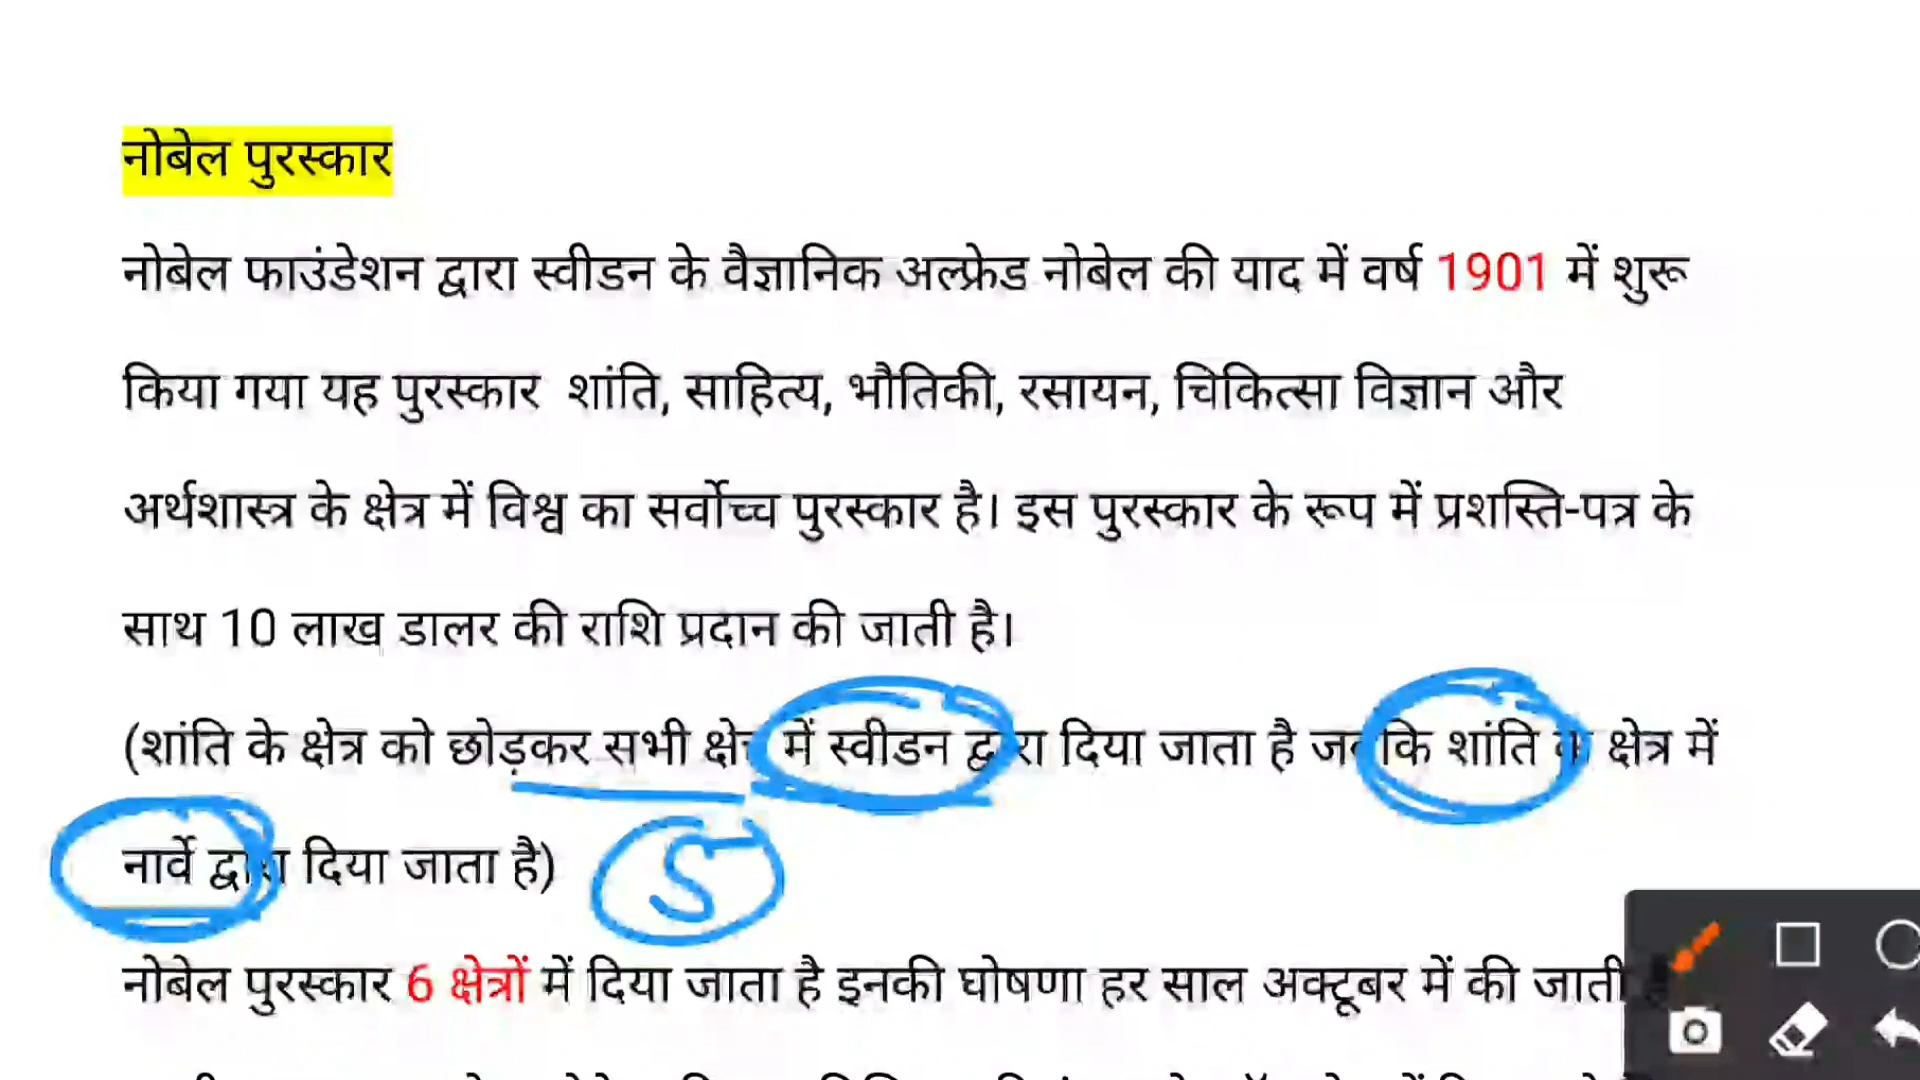 नोबेल पुरस्कार
नोबेल फाउंडेशन द्वारा स्वीडन के वैज्ञानिक अल्फ्रेड नोबेल की याद में वर्ष 1901 में शुरू
किया गया यह पुरस्कार शांति, साहित्य, भौतिकी, रसायन, चिकित्सा विज्ञान और
अर्थशास्त्र के क्षेत्र में विश्व का सर्वोच्च पुरस्कार है। इस पुरस्कार के रूप में प्रशस्ति-पत्र के
साथ 10 लाख डालर की राशि प्रदान की जाती है।
(शांति के क्षेत्र को छोड़कर सभी क्षेत्र में स्वीडन द्वारा दिया जाता है जबकि शांति के क्षेत्र में
नार्वे द्वारा दिया जाता है)
S
नोबेल पुरस्कार 6 क्षेत्रों में दिया जाता है इनकी घोषणा हर साल अक्टूबर में की जाती